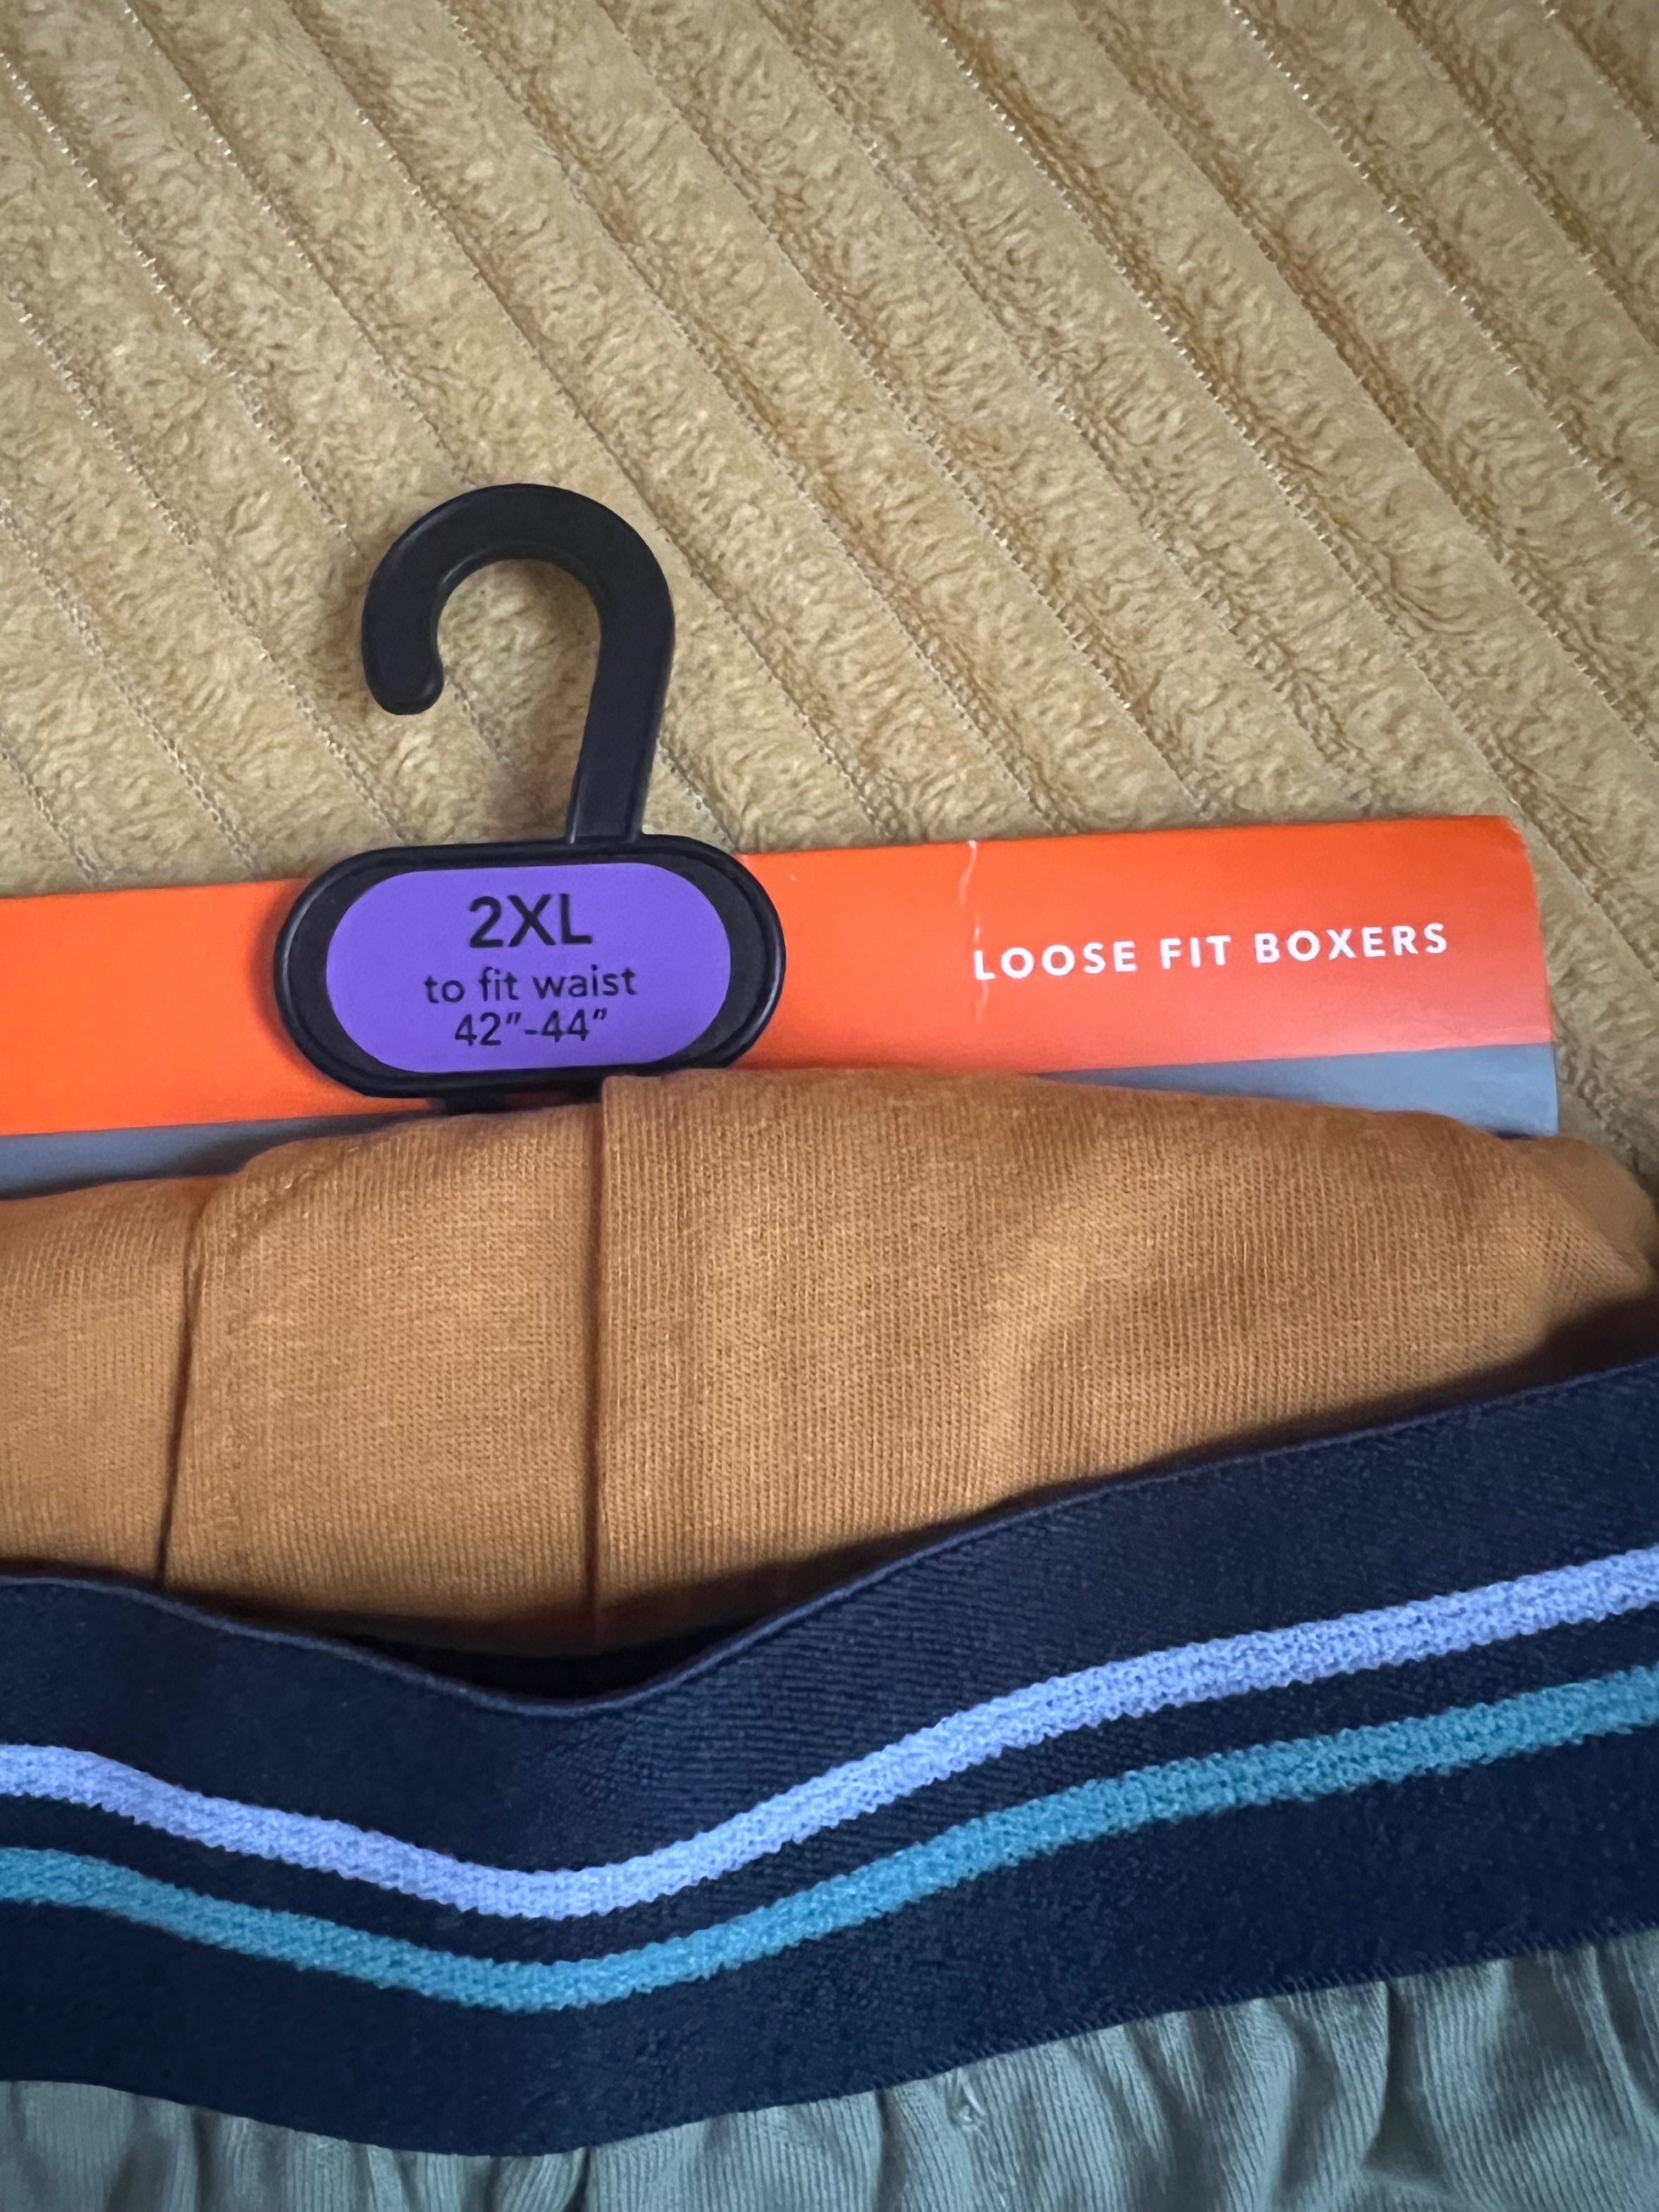 2XL
to fit waist
42”-44”
LOOSE FIT BOXERS